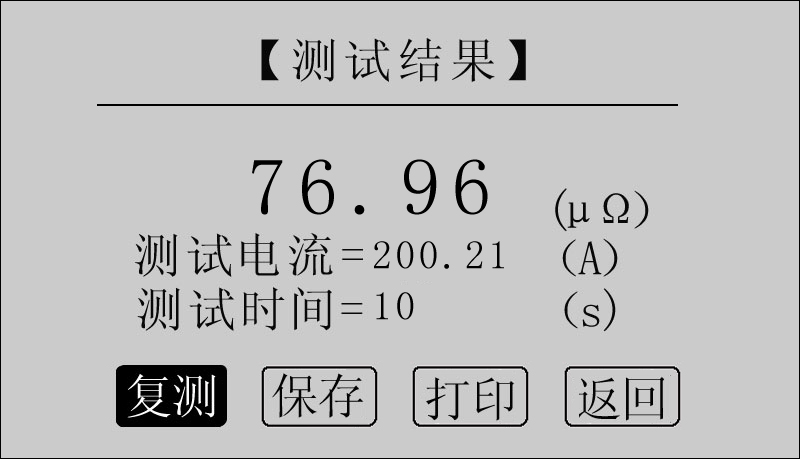 【测试结果】
76.96 (μΩ)
测试电流=200.21 (A)
测试时间=10 (s)
复测 保存 打印 返回